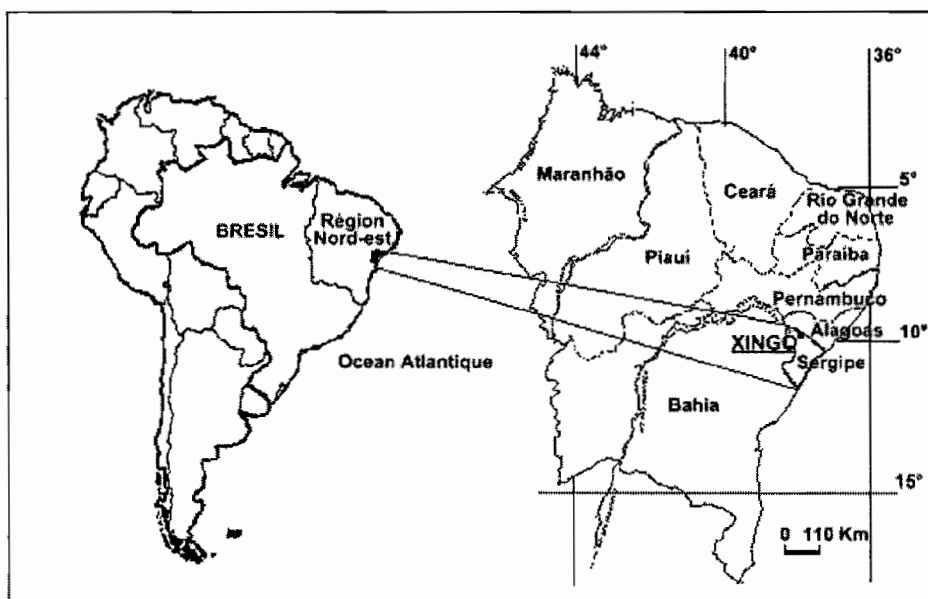 BRESIL
Région
Nord-est
Ocean Atlantique
44°
40°
36°
Maranhão
Ceará
5°
Rio Grande
do Norte
Piauí
Paraiba
Pernambuco
Alagoas
10°
XINGO
Sergipe
Bahia
15°
0 110 Km